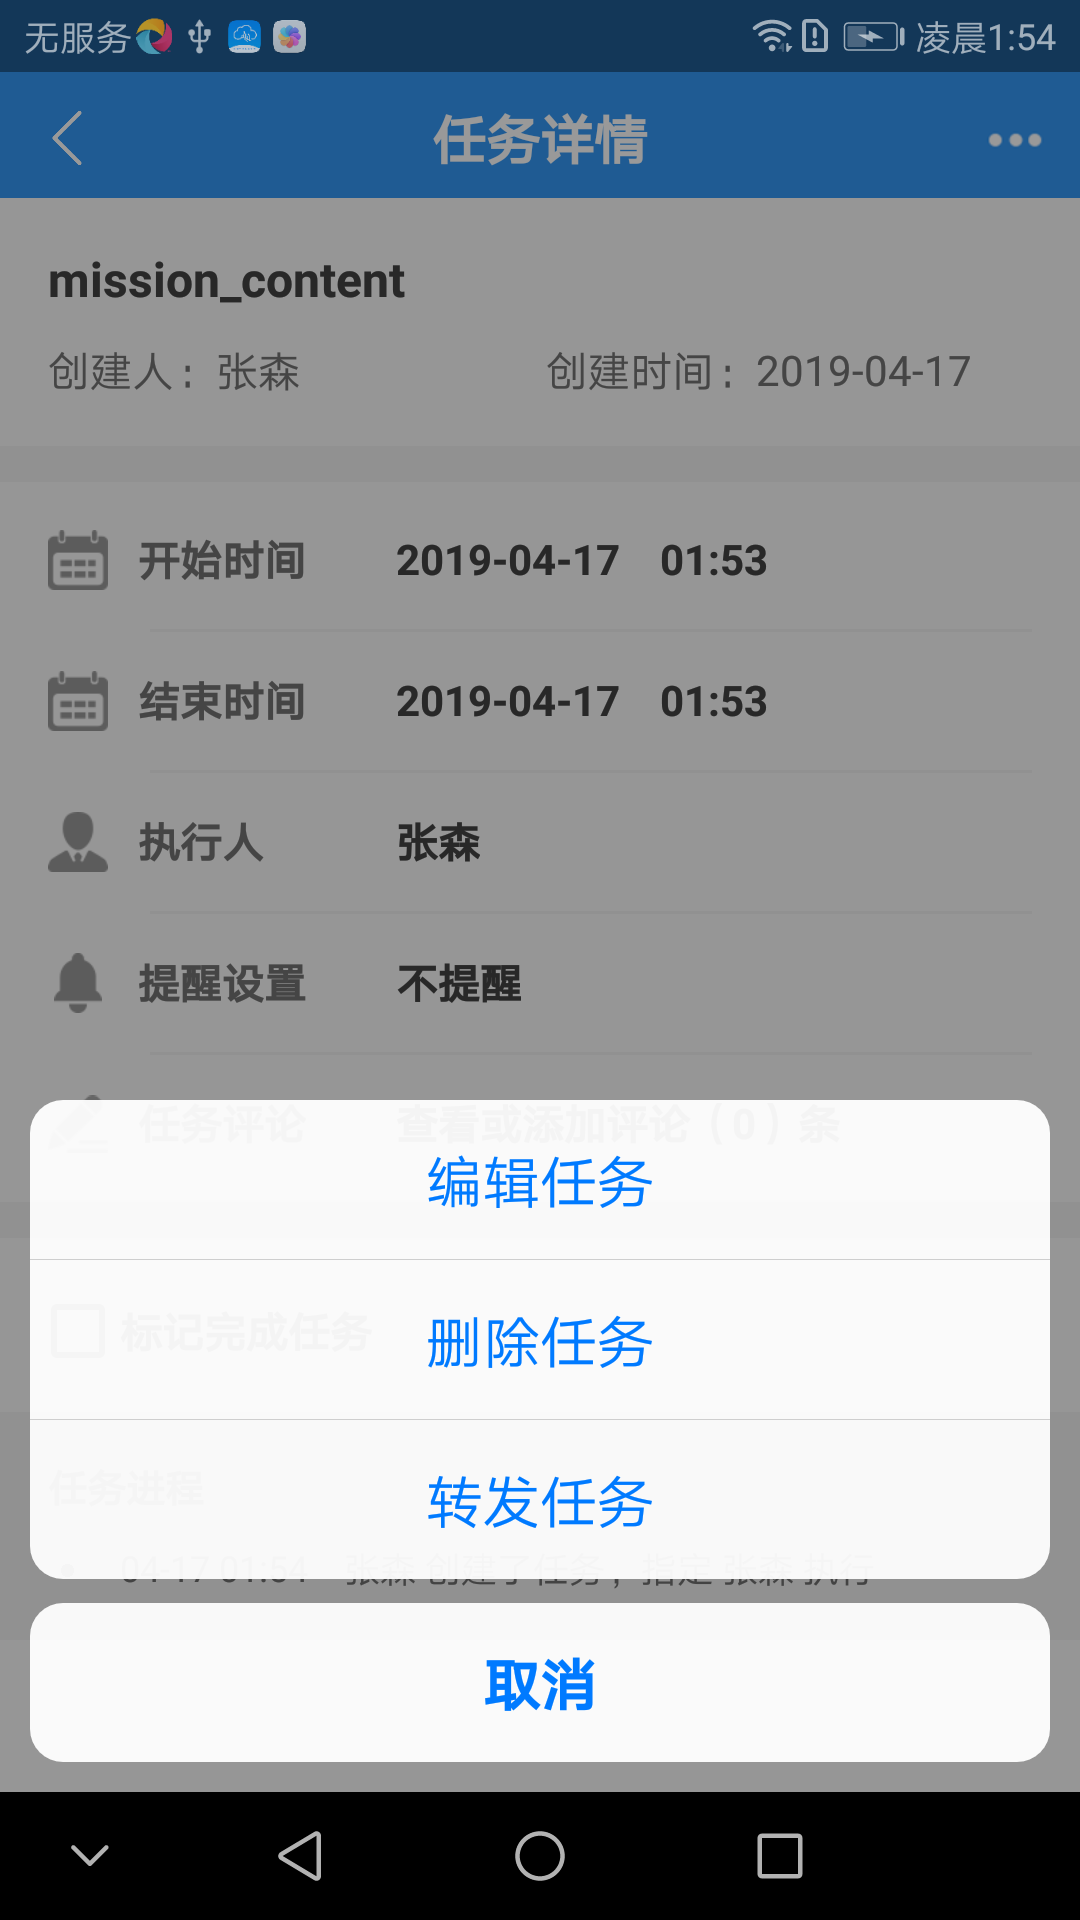 无服务 凌晨1:54
任务详情
mission_content
创建人：张森 创建时间：2019-04-17
开始时间 2019-04-17 01:53
结束时间 2019-04-17 01:53
执行人 张森
提醒设置 不提醒
任务评论 查看或添加评论（0）条
编辑任务
删除任务
标记完成任务
转发任务
任务进程
04-17 01:54 张森 创建了任务，指定 张森 执行
取消